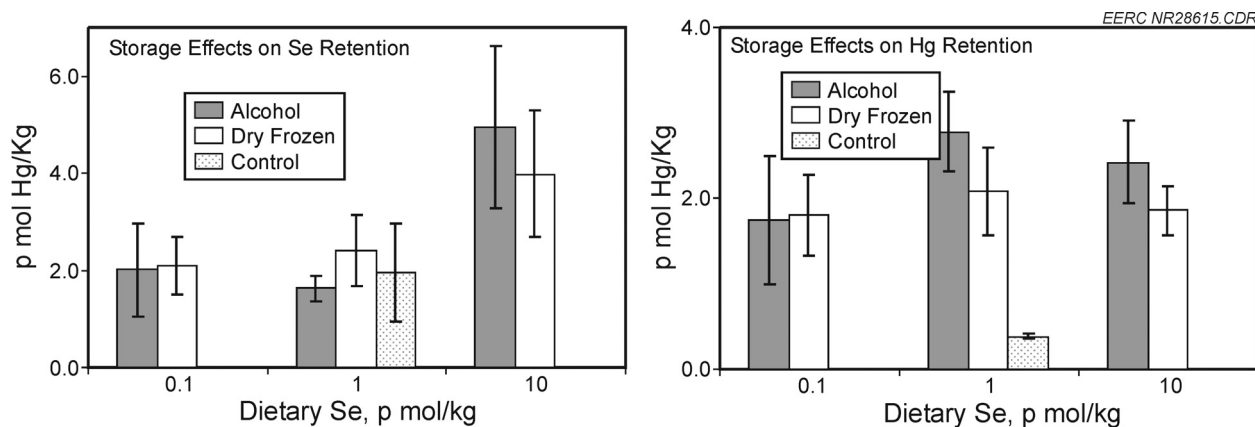 EERC NR28615.CDR
Storage Effects on Se Retention
6.0
4.0
2.0
0.0
p mol Hg/Kg
Alcohol
Dry Frozen
Control
0.1
1
10
Dietary Se, p mol/kg
Storage Effects on Hg Retention
4.0
2.0
0.0
p mol Hg/Kg
Alcohol
Dry Frozen
Control
0.1
1
10
Dietary Se, p mol/kg